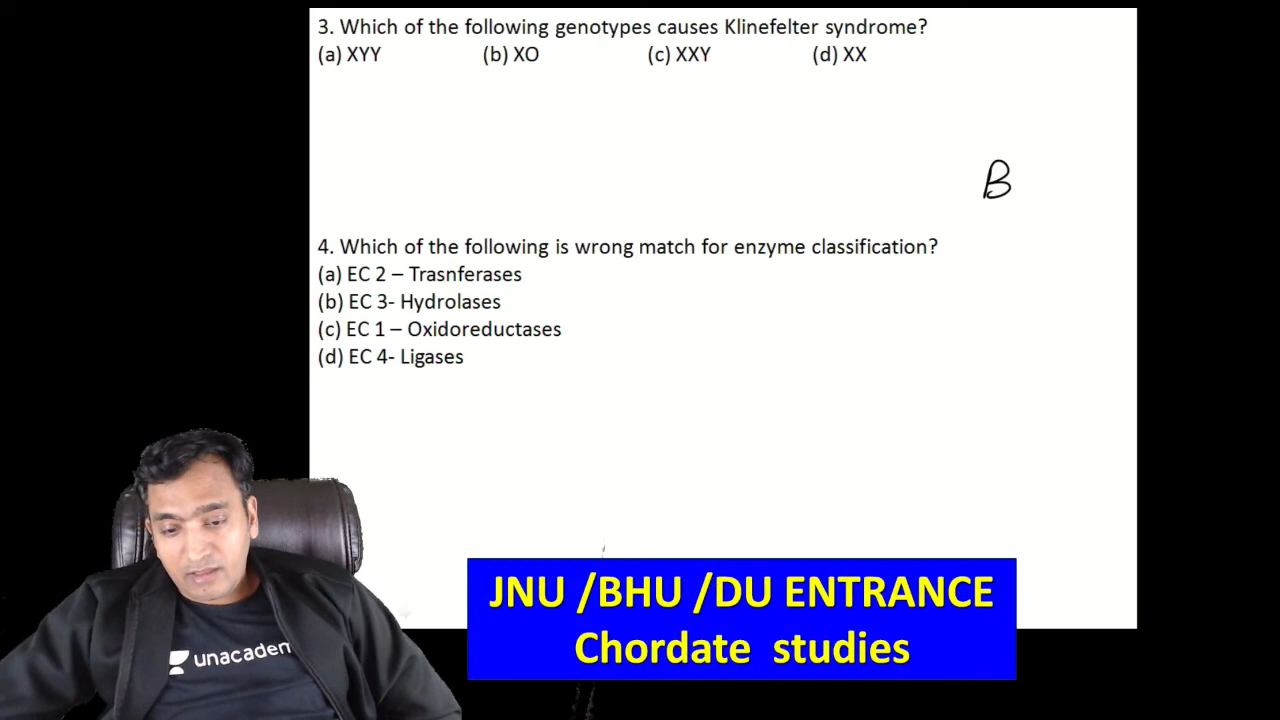 3. Which of the following genotypes causes Klinefelter syndrome?
(a) XYY (b) XO (c) XXY (d) XX
B
4. Which of the following is wrong match for enzyme classification?
(a) EC 2 – Trasnferases
(b) EC 3- Hydrolases
(c) EC 1 – Oxidoreductases
(d) EC 4- Ligases
unacadem
JNU /BHU /DU ENTRANCE
Chordate studies